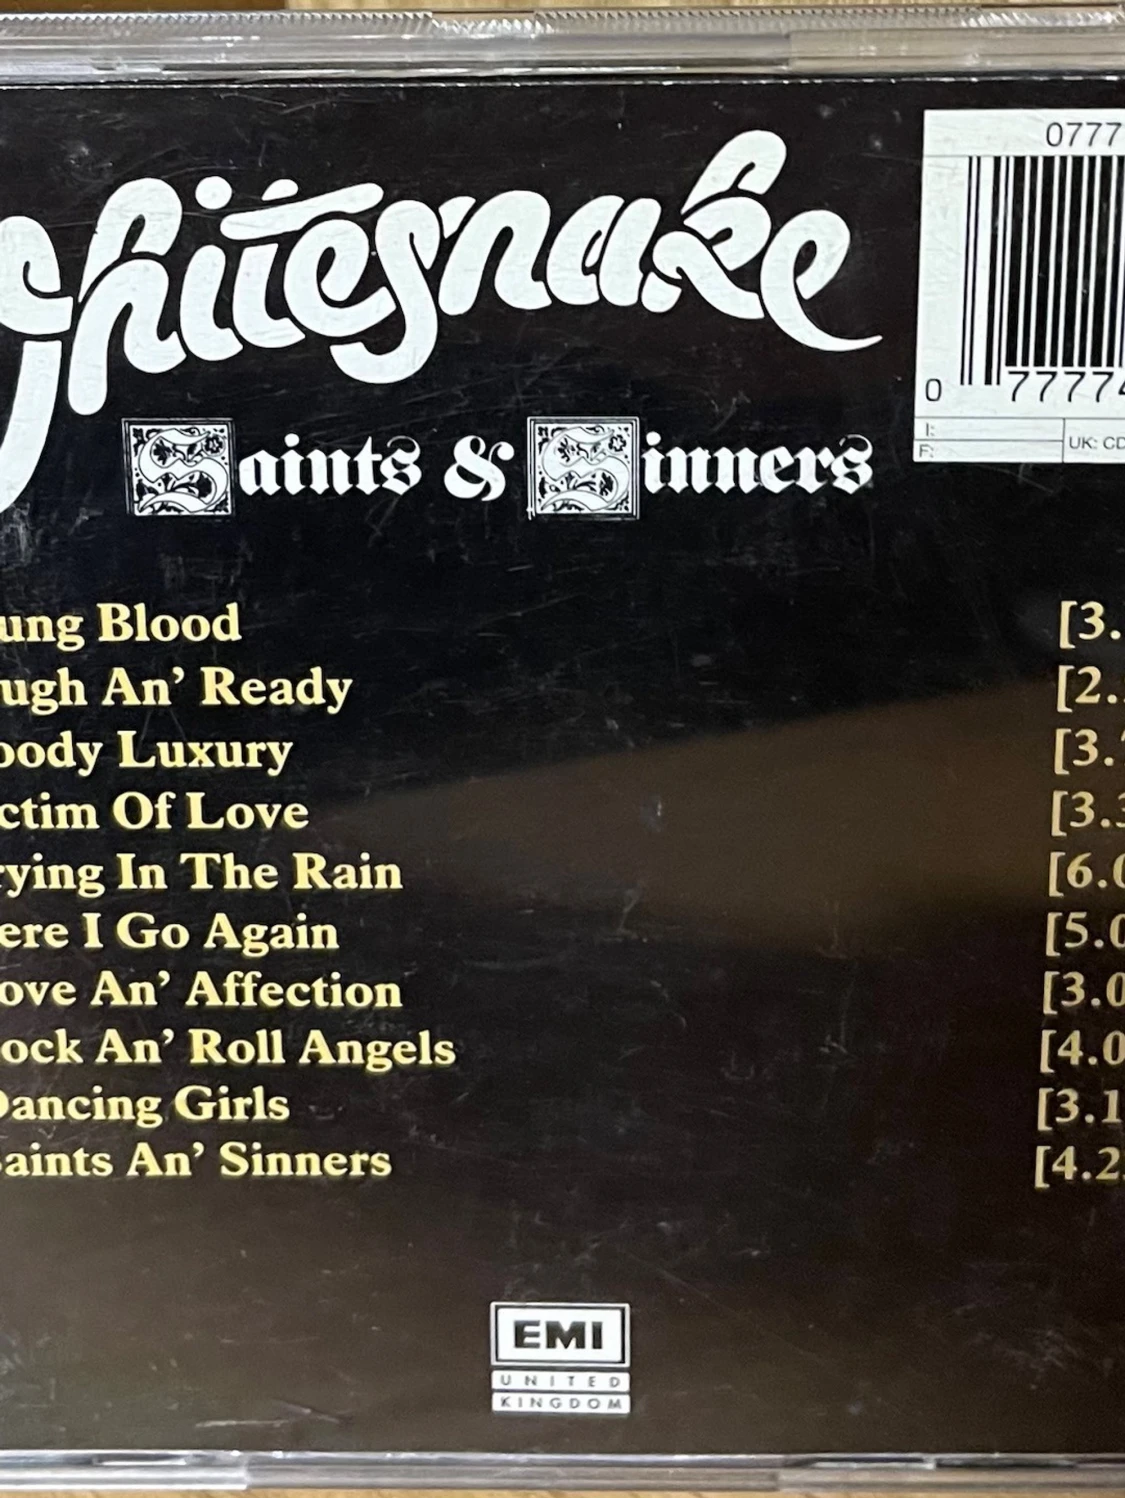 Whitesnake
Saints & Sinners
0777
0 77774
I:
F:
UK: CD
ung Blood [3.
ugh An' Ready [2.
oody Luxury [3.
ctim Of Love [3.3
rying In The Rain [6.0
ere I Go Again [5.0
ove An' Affection [3.0
ock An' Roll Angels [4.0
Dancing Girls [3.1
aints An' Sinners [4.2
EMI
UNITED
KINGDOM